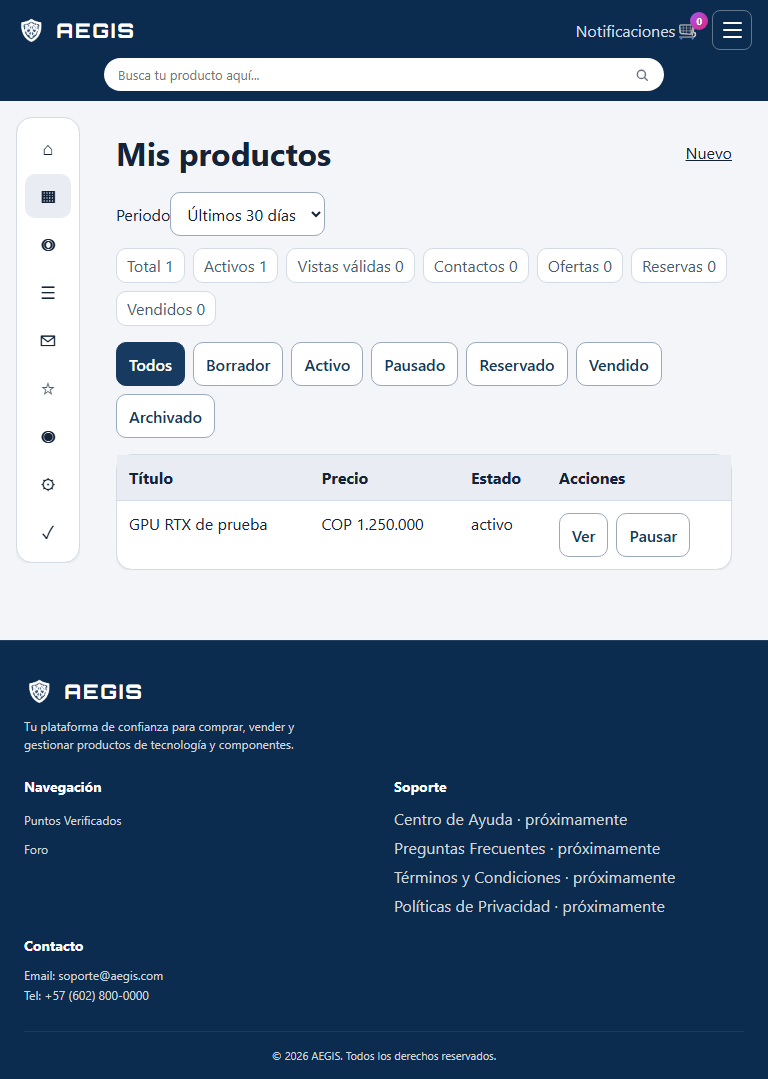 AEGIS
Notificaciones 0
Busca tu producto aquí...
Mis productos
Nuevo
Periodo Últimos 30 días
Total 1 Activos 1 Vistas válidas 0 Contactos 0 Ofertas 0 Reservas 0
Vendidos 0
Todos Borrador Activo Pausado Reservado Vendido
Archivado
Título Precio Estado Acciones
GPU RTX de prueba COP 1.250.000 activo Ver Pausar
AEGIS
Tu plataforma de confianza para comprar, vender y
gestionar productos de tecnología y componentes.
Navegación
Puntos Verificados
Foro
Soporte
Centro de Ayuda · próximamente
Preguntas Frecuentes · próximamente
Términos y Condiciones · próximamente
Políticas de Privacidad · próximamente
Contacto
Email: soporte@aegis.com
Tel: +57 (602) 800-0000
© 2026 AEGIS. Todos los derechos reservados.